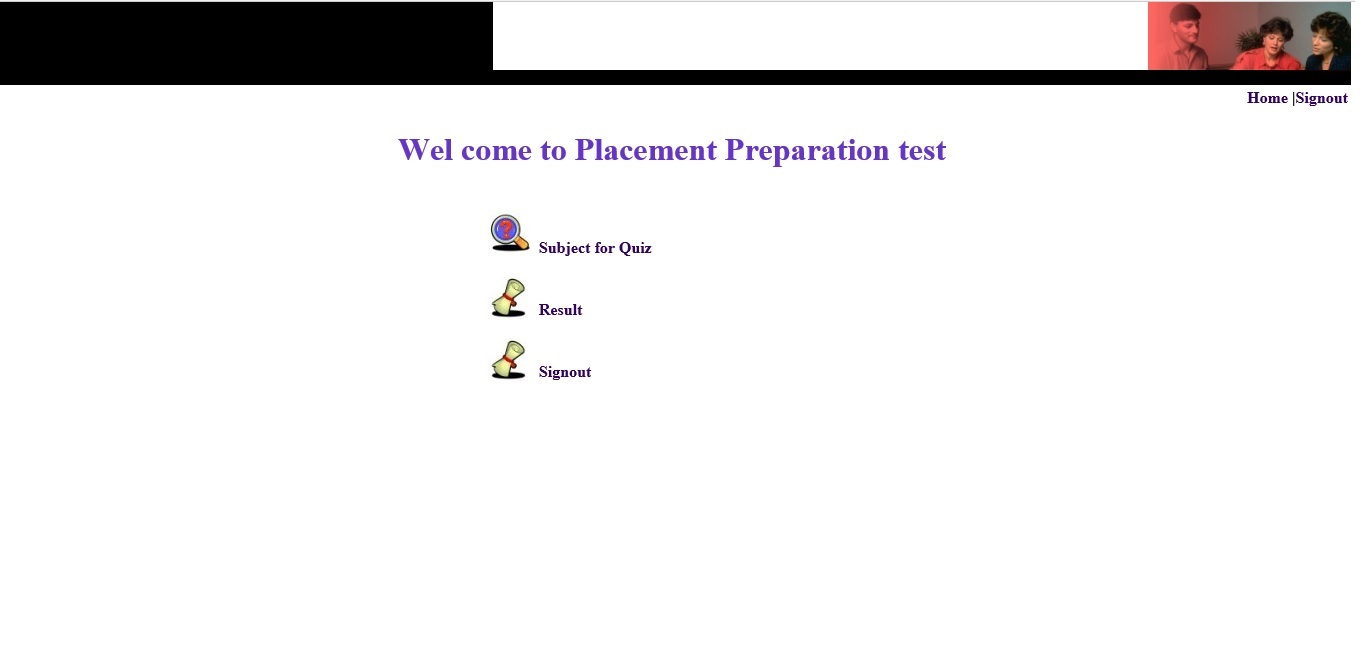 Home |Signout
Wel come to Placement Preparation test
Subject for Quiz
Result
Signout